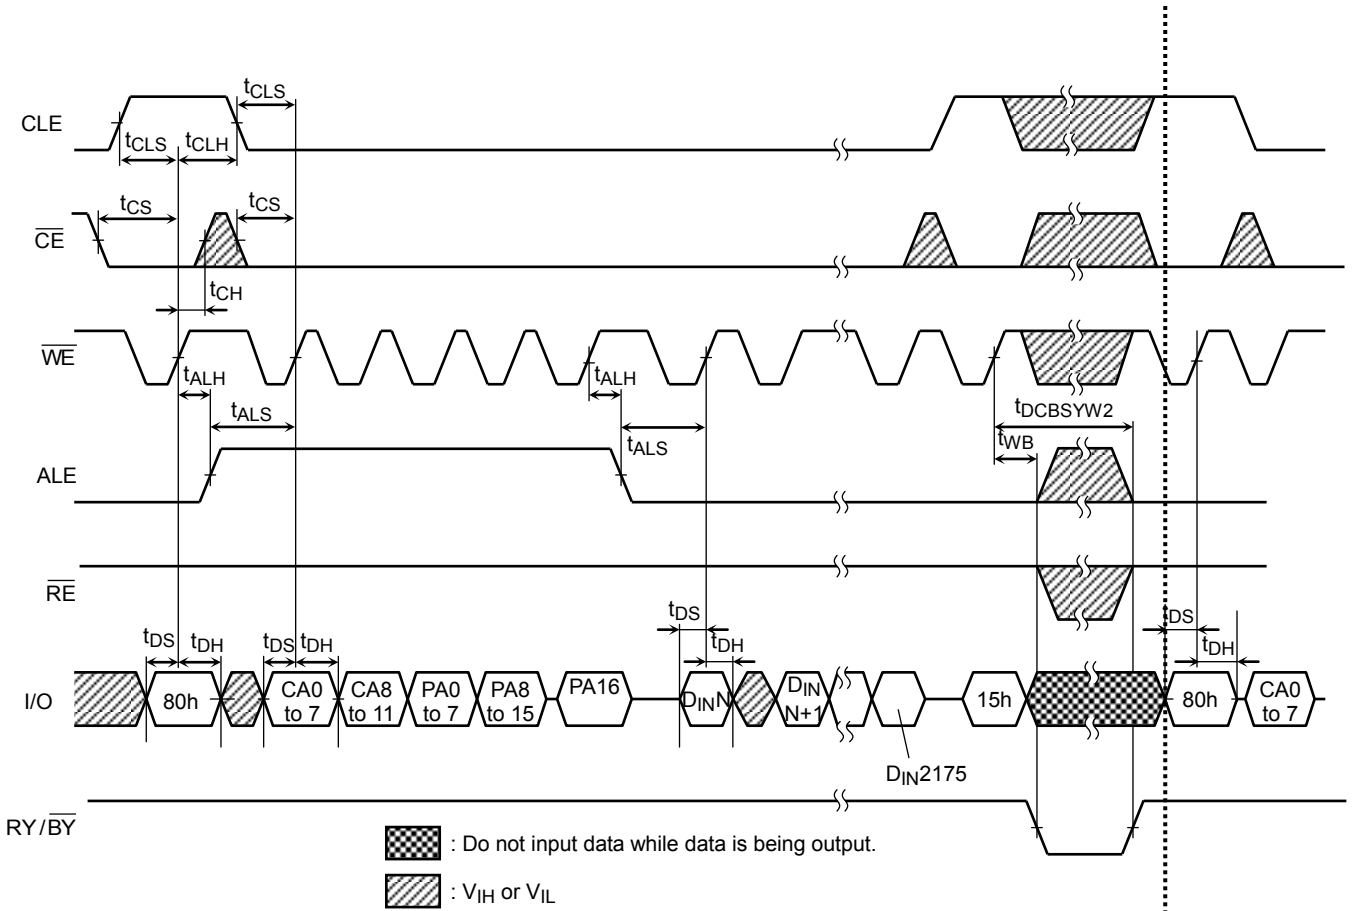 tCLS
CLE
tCLS
tCLH
tCS
tCS
CE
tCH
WE
tALH
tALH
tDCBSYW2
tALS
tALS
tWB
ALE
RE
tDS
tDH
tDS
tDH
tDS
tDH
tDS
tDH
I/O
80h
CA0 to 7
CA8 to 11
PA0 to 7
PA8 to 15
PA16
DINN
DIN N+1
15h
80h
CA0 to 7
DIN2175
RY/BY
: Do not input data while data is being output.
: VIH or VIL